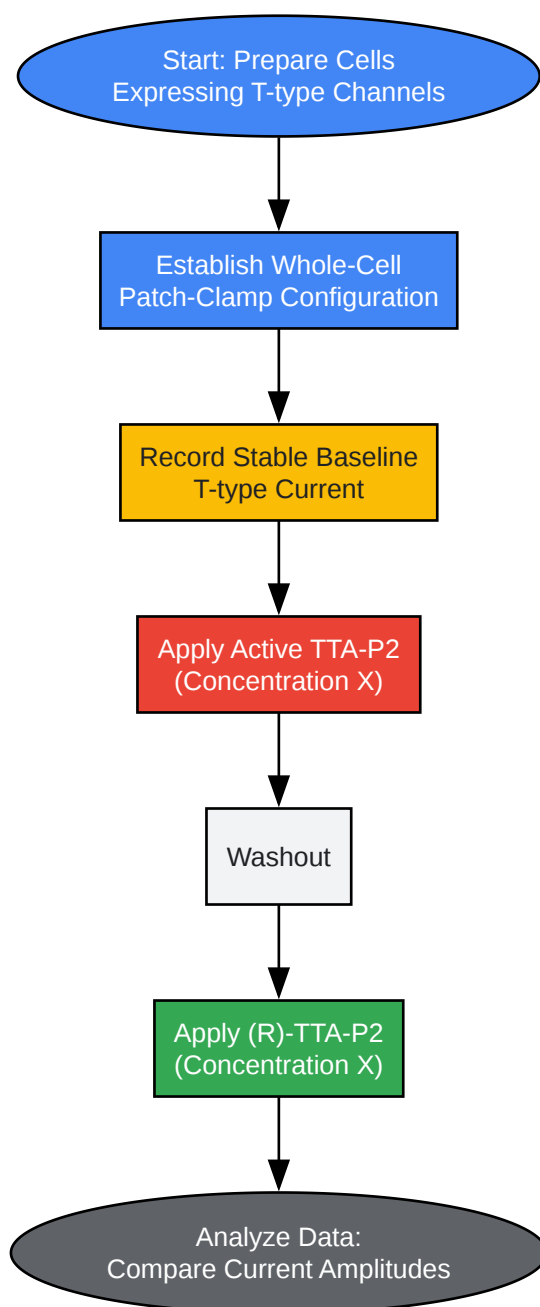 Start: Prepare Cells
Expressing T-type Channels
Establish Whole-Cell
Patch-Clamp Configuration
Record Stable Baseline
T-type Current
Apply Active TTA-P2
(Concentration X)
Washout
Apply (R)-TTA-P2
(Concentration X)
Analyze Data:
Compare Current Amplitudes